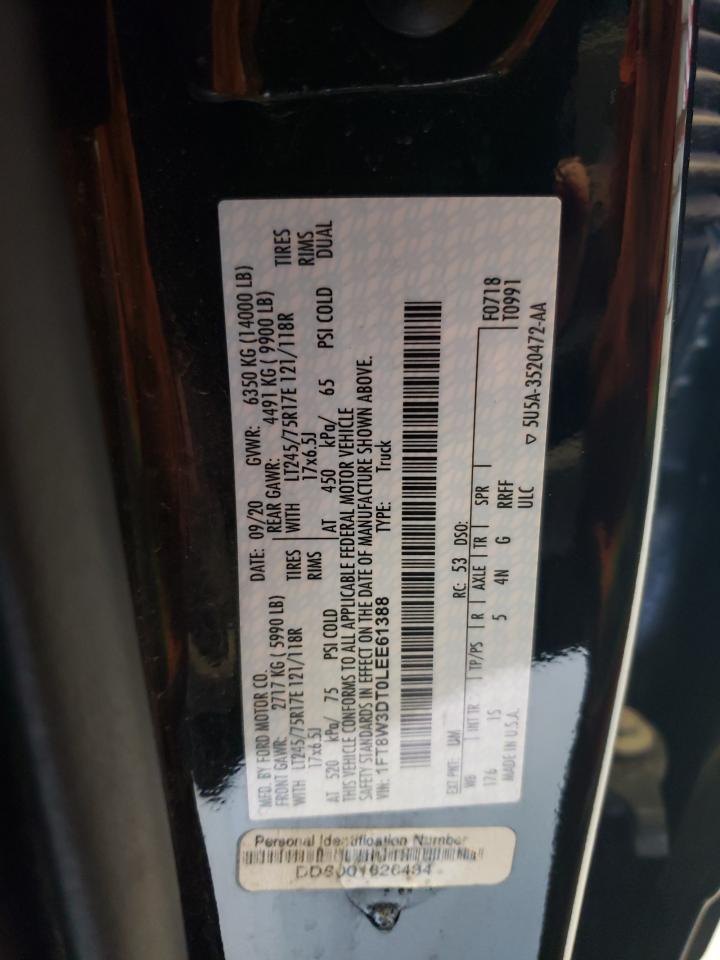 MFD. BY FORD MOTOR CO.
DATE: 09/20 GVWR: 6350 KG (14000 LB)
FRONT GAWR: 2717 KG ( 5990 LB) REAR GAWR: 4491 KG ( 9900 LB)
WITH LT245/75R17E 121/118R TIRES WITH LT245/75R17E 121/118R TIRES
17x6.5J RIMS 17x6.5J RIMS
AT 520 kPa/ 75 PSI COLD AT 450 kPa/ 65 PSI COLD DUAL
THIS VEHICLE CONFORMS TO ALL APPLICABLE FEDERAL MOTOR VEHICLE
SAFETY STANDARDS IN EFFECT ON THE DATE OF MANUFACTURE SHOWN ABOVE.
VIN: 1FT8W3DT0LEE61388 TYPE: Truck
EXT PNT: UM RC: 53 DSO:
WB INT TR TP/PS R AXLE TR SPR F0718
176 IS 5 4N G RRFF T0991
MADE IN U.S.A. ULC
▽ 5U5A-3520472-AA
Personal Identification Number
DDS001626434